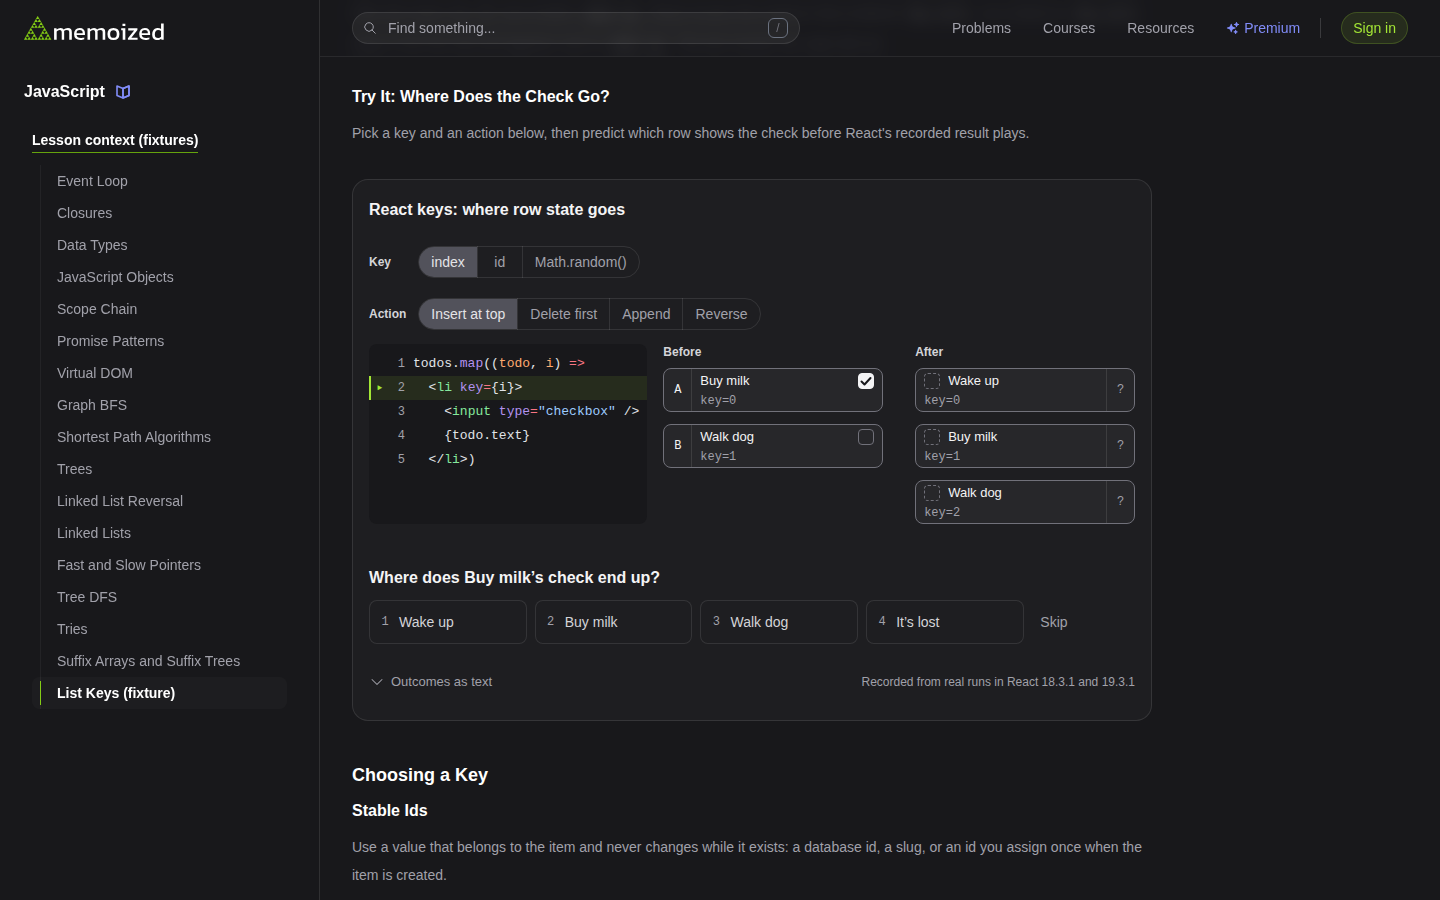 memoized
Find something...
/
Problems
Courses
Resources
Premium
Sign in
JavaScript
Lesson context (fixtures)
Event Loop
Closures
Data Types
JavaScript Objects
Scope Chain
Promise Patterns
Virtual DOM
Graph BFS
Shortest Path Algorithms
Trees
Linked List Reversal
Linked Lists
Fast and Slow Pointers
Tree DFS
Tries
Suffix Arrays and Suffix Trees
List Keys (fixture)
Try It: Where Does the Check Go?
Pick a key and an action below, then predict which row shows the check before React's recorded result plays.
React keys: where row state goes
Key
index
id
Math.random()
Action
Insert at top
Delete first
Append
Reverse
1 todos.map((todo, i) =>
2 <li key={i}>
3 <input type="checkbox" />
4 {todo.text}
5 </li>)
Before
A
Buy milk
key=0
B
Walk dog
key=1
After
Wake up
key=0
?
Buy milk
key=1
?
Walk dog
key=2
?
Where does Buy milk’s check end up?
1 Wake up
2 Buy milk
3 Walk dog
4 It’s lost
Skip
Outcomes as text
Recorded from real runs in React 18.3.1 and 19.3.1
Choosing a Key
Stable Ids
Use a value that belongs to the item and never changes while it exists: a database id, a slug, or an id you assign once when the
item is created.